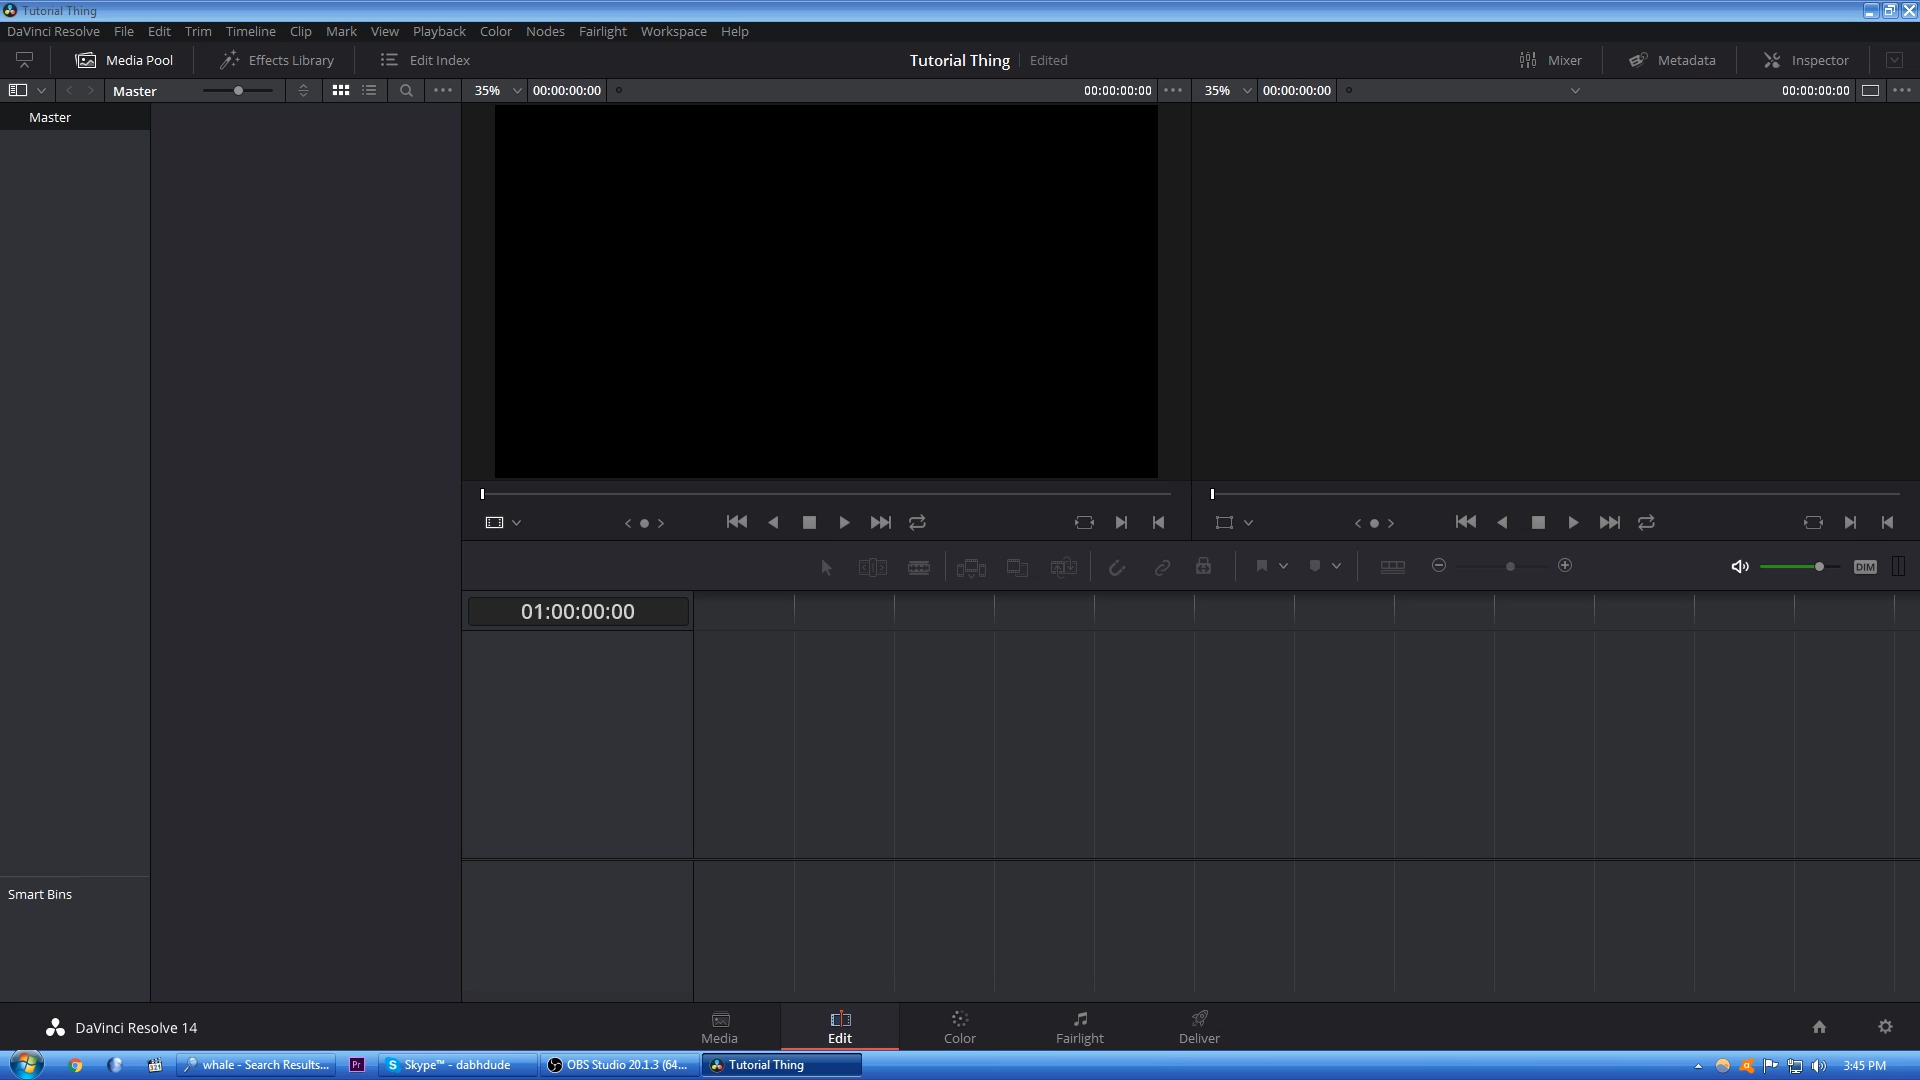 Tutorial Thing
DaVinci Resolve File Edit Trim Timeline Clip Mark View Playback Color Nodes Fairlight Workspace Help
Media Pool Effects Library Edit Index Tutorial Thing Edited Mixer Metadata Inspector
Master 35% 00:00:00:00 00:00:00:00 35% 00:00:00:00 00:00:00:00
Master
DIM
01:00:00:00
Smart Bins
DaVinci Resolve 14
Media Edit Color Fairlight Deliver
whale - Search Results... Pr Skype™ - dabhdude OBS Studio 20.1.3 (64... Tutorial Thing 3:45 PM